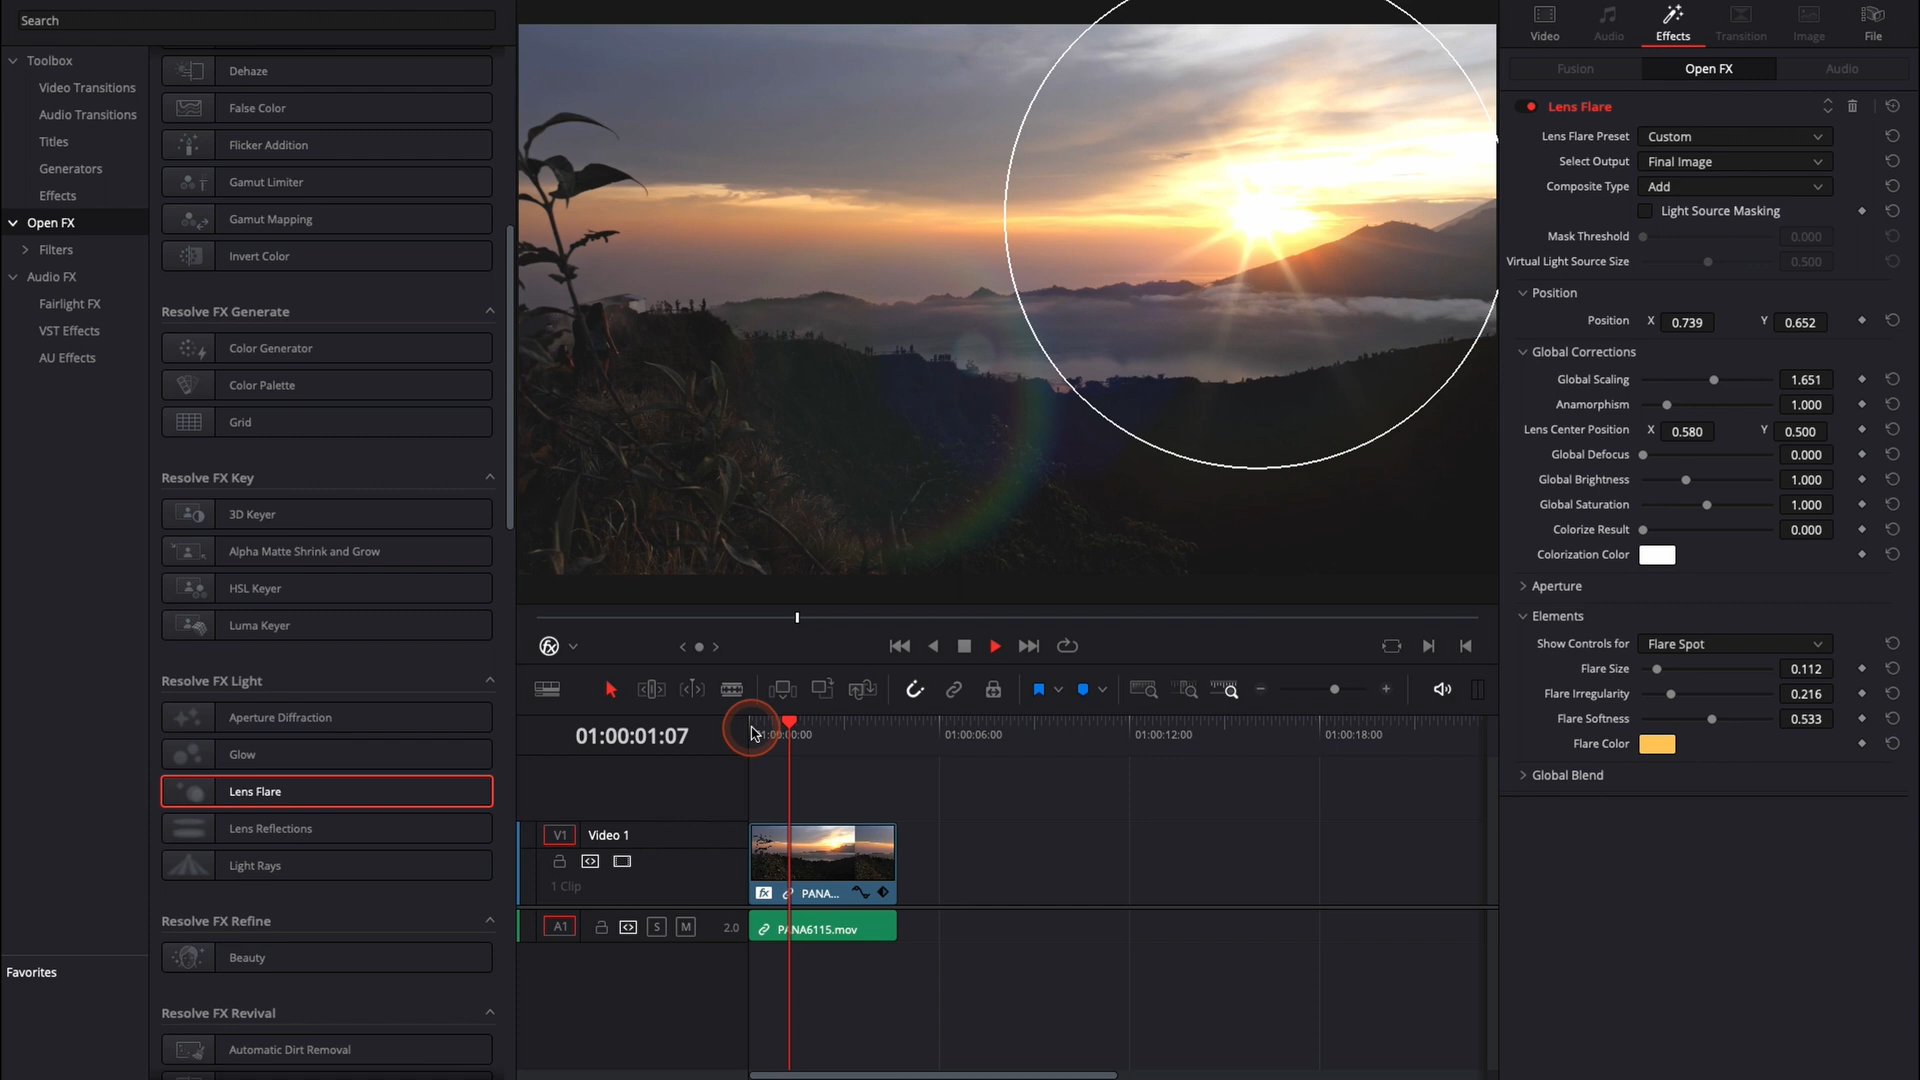 Search
Toolbox
Video Transitions
Audio Transitions
Titles
Generators
Effects
Open FX
Filters
Audio FX
Fairlight FX
VST Effects
AU Effects
Favorites
Dehaze
False Color
Flicker Addition
Gamut Limiter
Gamut Mapping
Invert Color
Resolve FX Generate
Color Generator
Color Palette
Grid
Resolve FX Key
3D Keyer
Alpha Matte Shrink and Grow
HSL Keyer
Luma Keyer
Resolve FX Light
Aperture Diffraction
Glow
Lens Flare
Lens Reflections
Light Rays
Resolve FX Refine
Beauty
Resolve FX Revival
Automatic Dirt Removal
01:00:01:07
01:00:06:00
01:00:12:00
01:00:18:00
V1 Video 1
1 Clip
fx PANA...
A1 S M 2.0
PANA6115.mov
Video Audio Effects Transition Image File
Fusion Open FX Audio
Lens Flare
Lens Flare Preset Custom
Select Output Final Image
Composite Type Add
Light Source Masking
Mask Threshold 0.000
Virtual Light Source Size 0.500
Position
Position X 0.739 Y 0.652
Global Corrections
Global Scaling 1.651
Anamorphism 1.000
Lens Center Position X 0.580 Y 0.500
Global Defocus 0.000
Global Brightness 1.000
Global Saturation 1.000
Colorize Result 0.000
Colorization Color
Aperture
Elements
Show Controls for Flare Spot
Flare Size 0.112
Flare Irregularity 0.216
Flare Softness 0.533
Flare Color
Global Blend